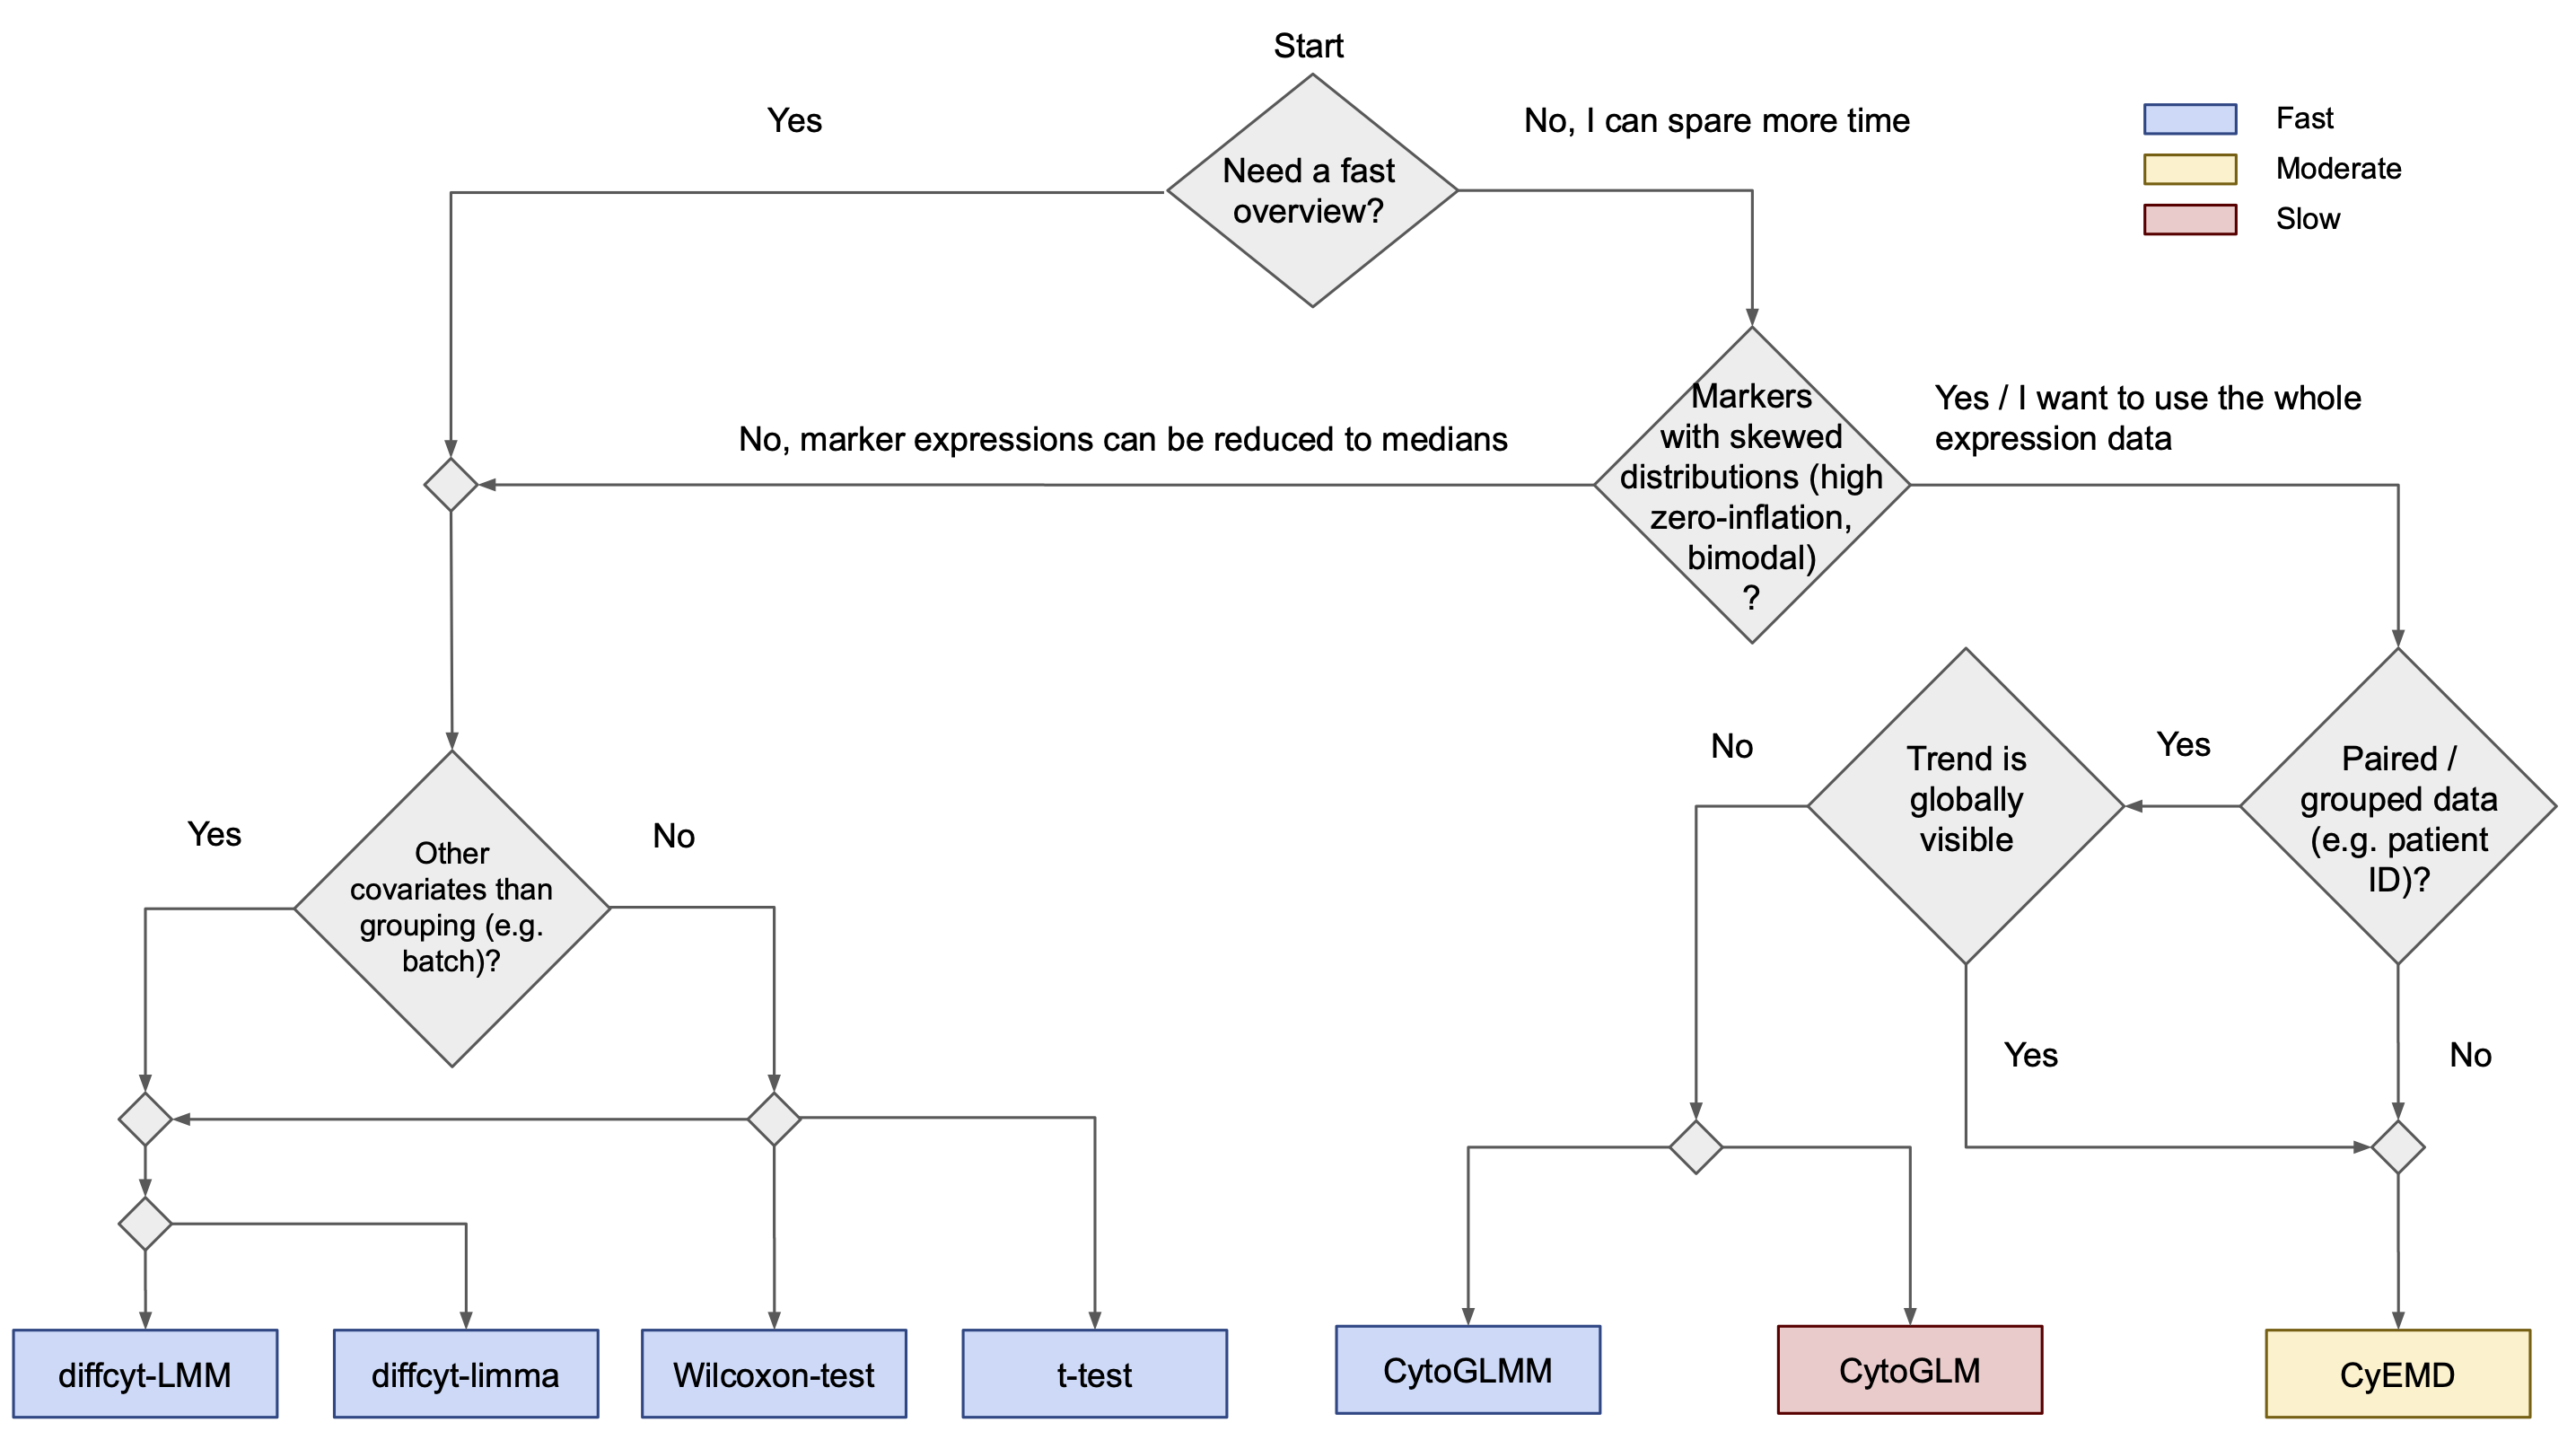 Start
Yes
No, I can spare more time
Need a fast
overview?
Fast
Moderate
Slow
No, marker expressions can be reduced to medians
Markers
with skewed
distributions (high
zero-inflation,
bimodal)
?
Yes / I want to use the whole
expression data
No
Trend is
globally
visible
Yes
Paired /
grouped data
(e.g. patient
ID)?
Yes
Other
covariates than
grouping (e.g.
batch)?
No
Yes
No
diffcyt-LMM
diffcyt-limma
Wilcoxon-test
t-test
CytoGLMM
CytoGLM
CyEMD